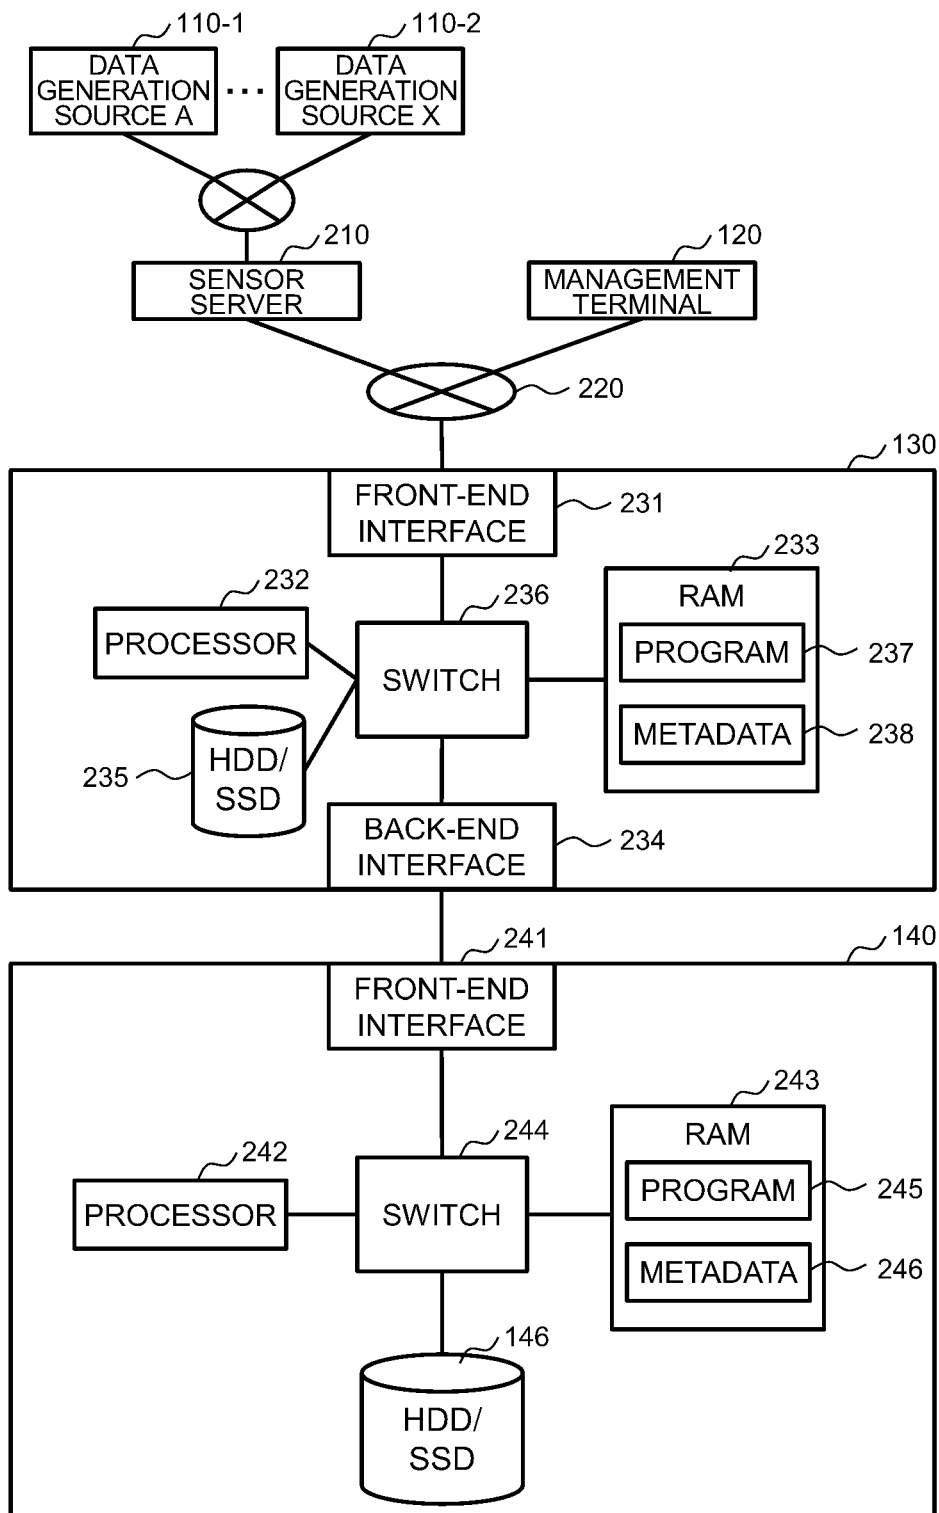 110-1
110-2
DATA
GENERATION
SOURCE A
...
DATA
GENERATION
SOURCE X
210
120
SENSOR
SERVER
MANAGEMENT
TERMINAL
220
130
FRONT-END
INTERFACE
231
233
232
236
RAM
PROCESSOR
SWITCH
PROGRAM
237
METADATA
238
235
HDD/
SSD
BACK-END
INTERFACE
234
241
140
FRONT-END
INTERFACE
243
244
242
RAM
PROCESSOR
SWITCH
PROGRAM
245
METADATA
246
146
HDD/
SSD